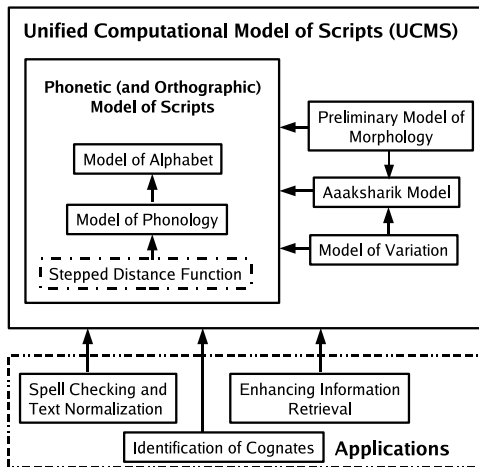 Unified Computational Model of Scripts (UCMS)
Phonetic (and Orthographic)
Model of Scripts
Model of Alphabet
Model of Phonology
Stepped Distance Function
Preliminary Model of
Morphology
Aaaksharik Model
Model of Variation
Spell Checking and
Text Normalization
Enhancing Information
Retrieval
Identification of Cognates
Applications